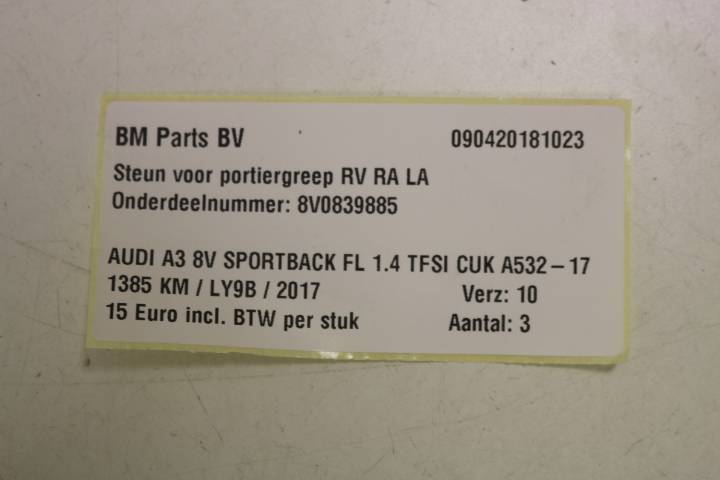 BM Parts BV 090420181023
Steun voor portiergreep RV RA LA
Onderdeelnummer: 8V0839885
AUDI A3 8V SPORTBACK FL 1.4 TFSI CUK A532-17
1385 KM / LY9B / 2017 Verz: 10
15 Euro incl. BTW per stuk Aantal: 3